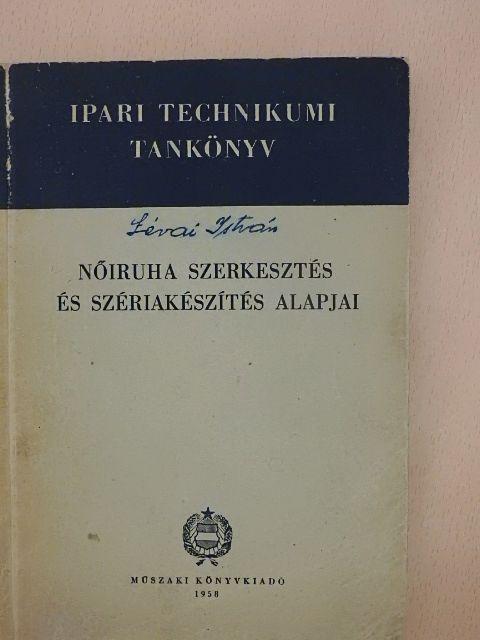 IPARI TECHNIKUMI
TANKÖNYV
Lévai István
NŐIRUHA SZERKESZTÉS
ÉS SZÉRIAKÉSZÍTÉS ALAPJAI
MŰSZAKI KÖNYVKIADÓ
1958